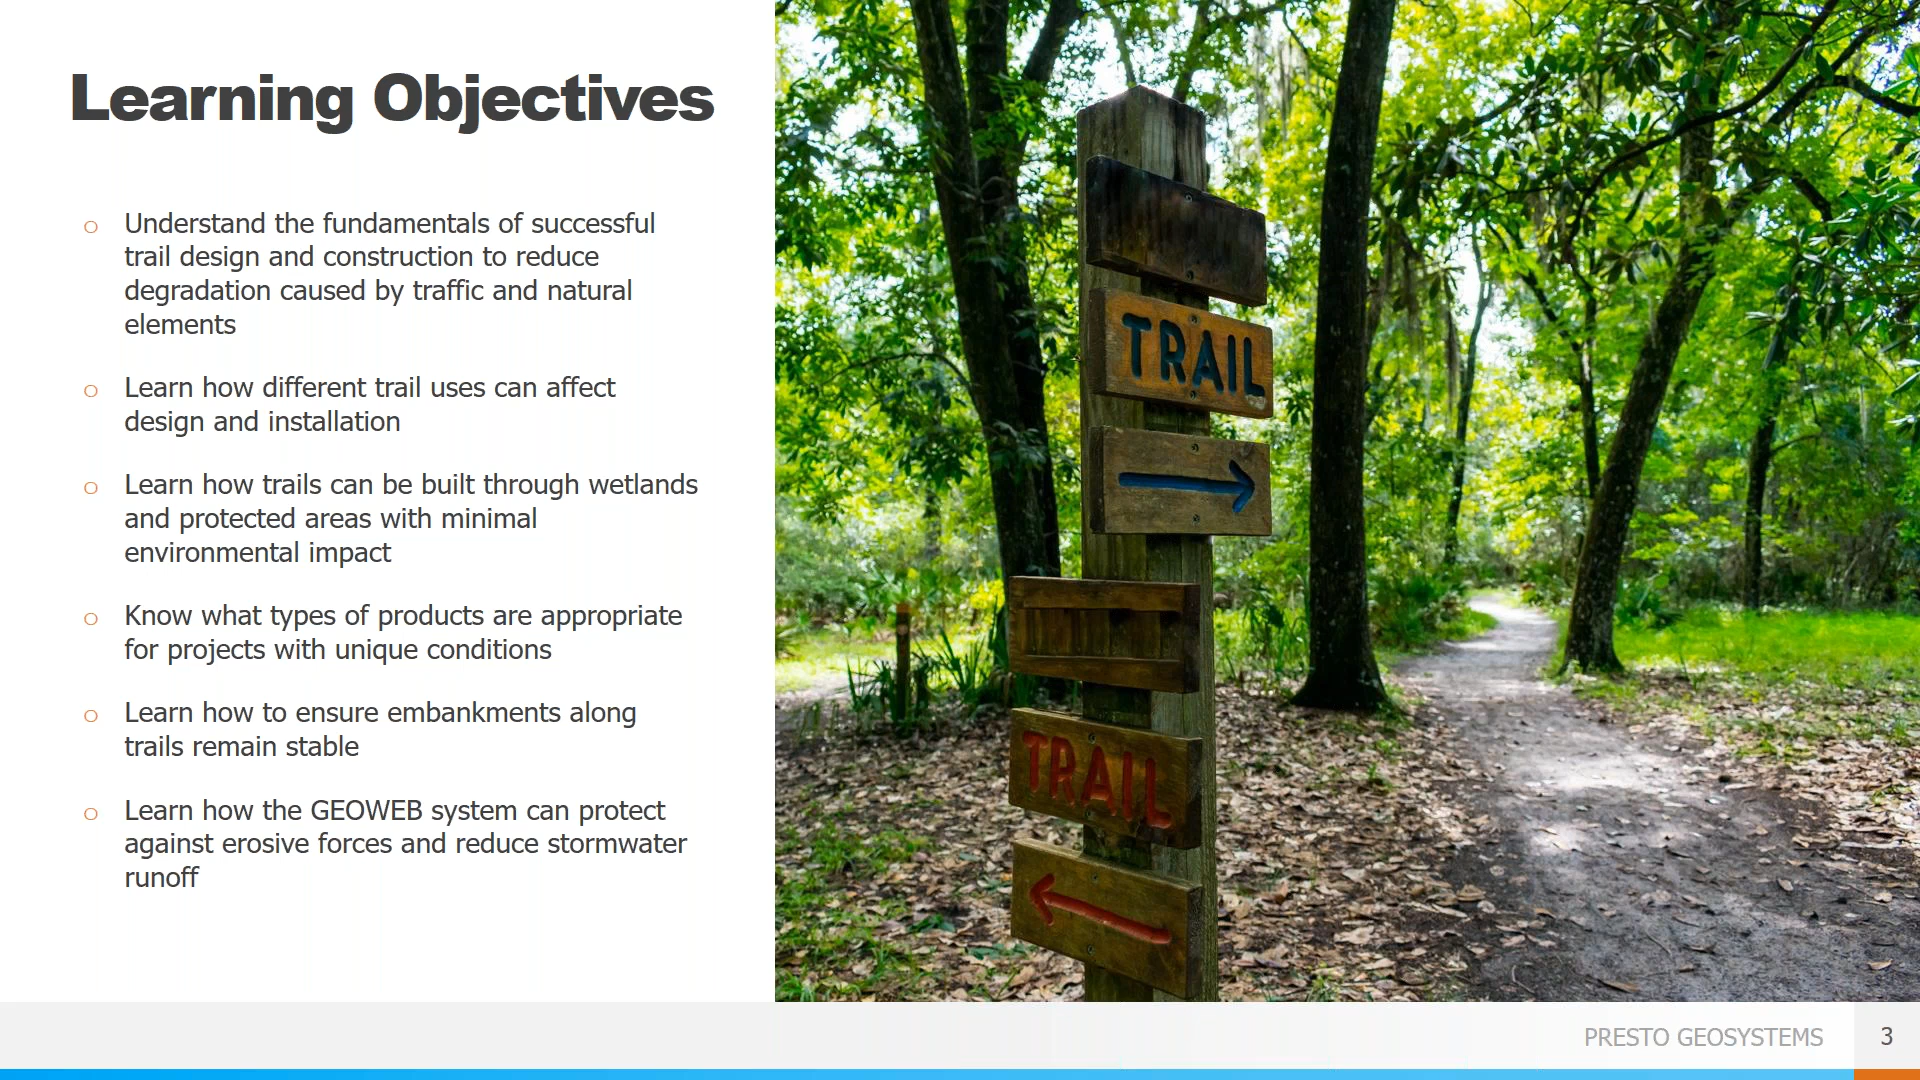 Learning Objectives
o Understand the fundamentals of successful
trail design and construction to reduce
degradation caused by traffic and natural
elements
o Learn how different trail uses can affect
design and installation
o Learn how trails can be built through wetlands
and protected areas with minimal
environmental impact
o Know what types of products are appropriate
for projects with unique conditions
o Learn how to ensure embankments along
trails remain stable
o Learn how the GEOWEB system can protect
against erosive forces and reduce stormwater
runoff
TRAIL
TRAIL
PRESTO GEOSYSTEMS
3